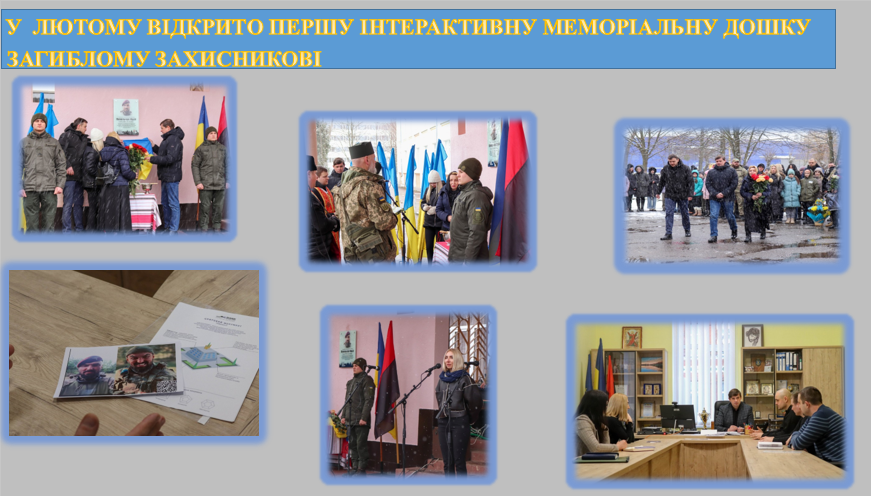 У ЛЮТОМУ ВІДКРИТО ПЕРШУ ІНТЕРАКТИВНУ МЕМОРІАЛЬНУ ДОШКУ
ЗАГИБЛОМУ ЗАХИСНИКОВІ